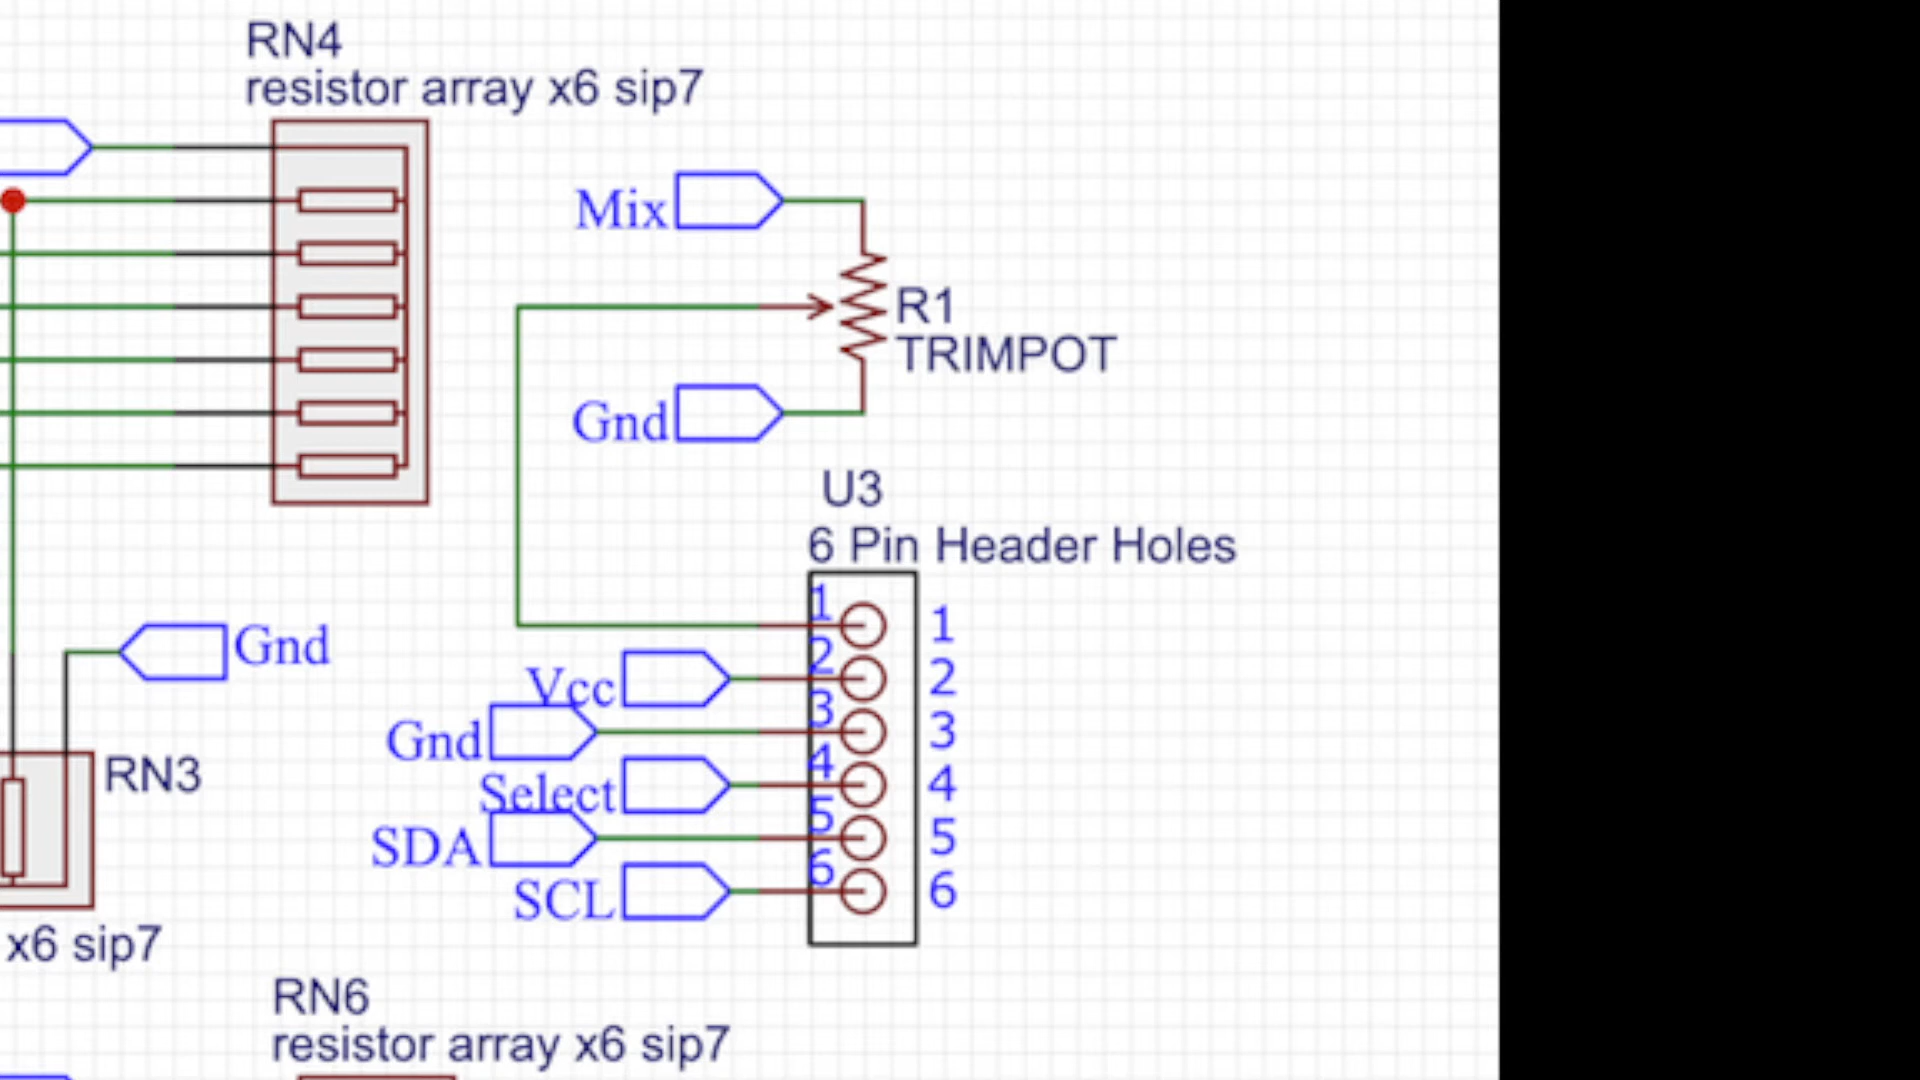 RN4
resistor array x6 sip7
Mix
R1
TRIMPOT
Gnd
U3
6 Pin Header Holes
1 1
2 2
Vcc
3 3
Gnd
4 4
Select
5 5
SDA
6 6
SCL
Gnd
RN3
x6 sip7
RN6
resistor array x6 sip7